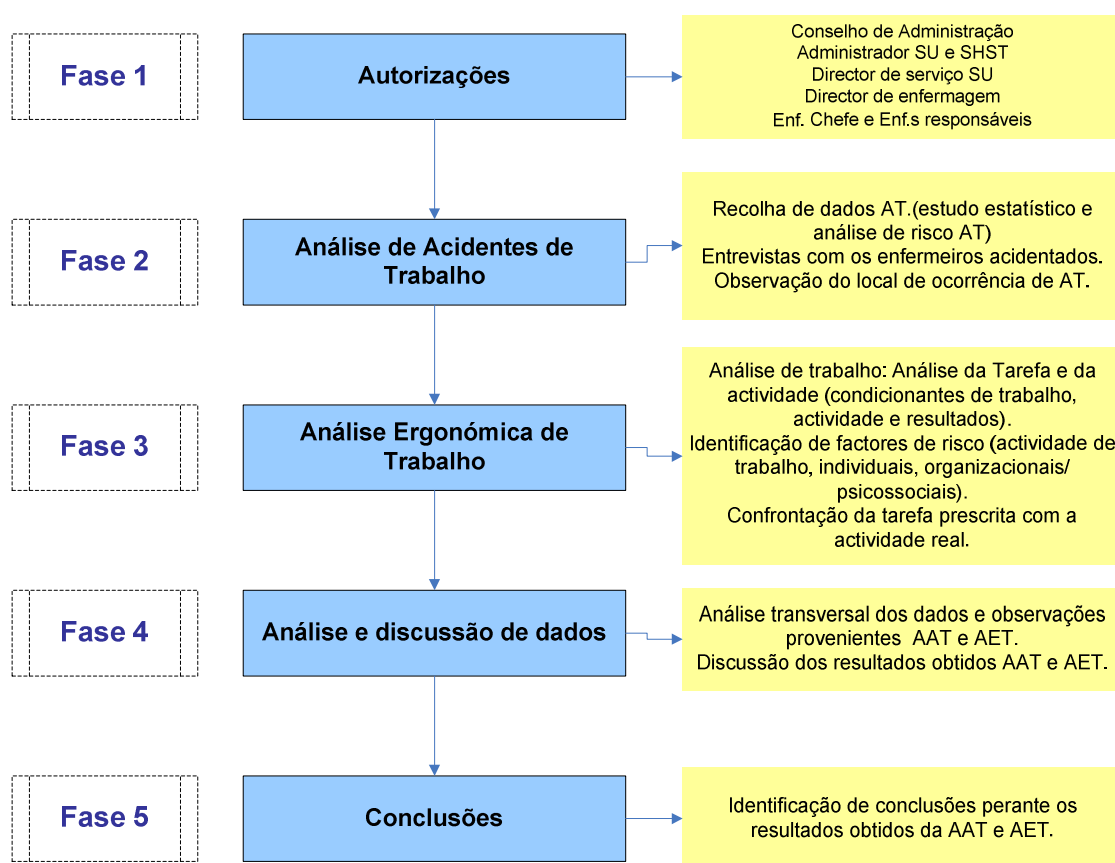 Fase 1
Autorizações
Conselho de Administração
Administrador SU e SHST
Director de serviço SU
Director de enfermagem
Enf. Chefe e Enf.s responsáveis
Fase 2
Análise de Acidentes de
Trabalho
Recolha de dados AT.(estudo estatístico e
análise de risco AT)
Entrevistas com os enfermeiros acidentados.
Observação do local de ocorrência de AT.
Fase 3
Análise Ergonómica de
Trabalho
Análise de trabalho: Análise da Tarefa e da
actividade (condicionantes de trabalho,
actividade e resultados).
Identificação de factores de risco (actividade de
trabalho, individuais, organizacionais/
psicossociais).
Confrontação da tarefa prescrita com a
actividade real.
Fase 4
Análise e discussão de dados
Análise transversal dos dados e observações
provenientes AAT e AET.
Discussão dos resultados obtidos AAT e AET.
Fase 5
Conclusões
Identificação de conclusões perante os
resultados obtidos da AAT e AET.